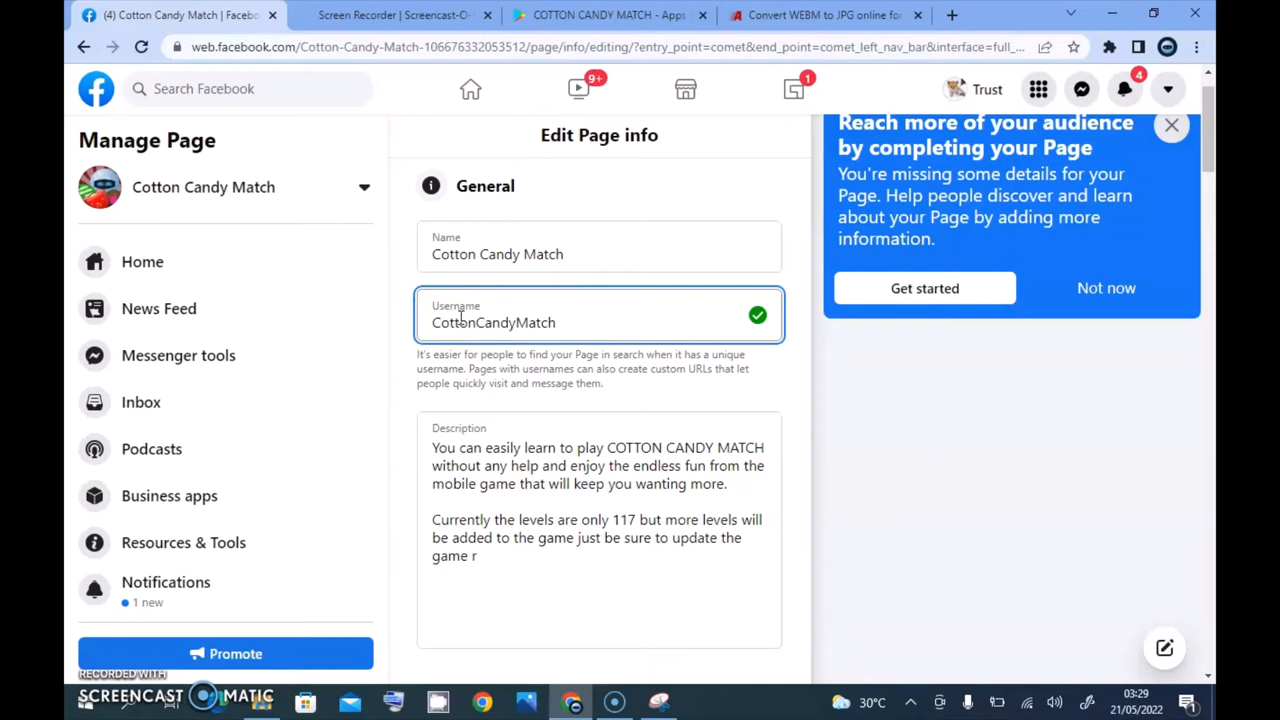 (4) Cotton Candy Match | Facebo
Screen Recorder | Screencast-O-
COTTON CANDY MATCH - Apps
Convert WEBM to JPG online for
web.facebook.com/Cotton-Candy-Match-106676332053512/page/info/editing/?entry_point=comet&end_point=comet_left_nav_bar&interface=full_...
Search Facebook
9+
1
Trust
4
Manage Page
Cotton Candy Match
Home
News Feed
Messenger tools
Inbox
Podcasts
Business apps
Resources & Tools
Notifications
1 new
Promote
Edit Page info
General
Name
Cotton Candy Match
Username
CottonCandyMatch
It's easier for people to find your Page in search when it has a unique
username. Pages with usernames can also create custom URLs that let
people quickly visit and message them.
Description
You can easily learn to play COTTON CANDY MATCH
without any help and enjoy the endless fun from the
mobile game that will keep you wanting more.
Currently the levels are only 117 but more levels will
be added to the game just be sure to update the
game r
Reach more of your audience
by completing your Page
You're missing some details for your
Page. Help people discover and learn
about your Page by adding more
information.
Get started
Not now
RECORDED WITH
SCREENCAST MATIC
30°C
03:29
21/05/2022
1